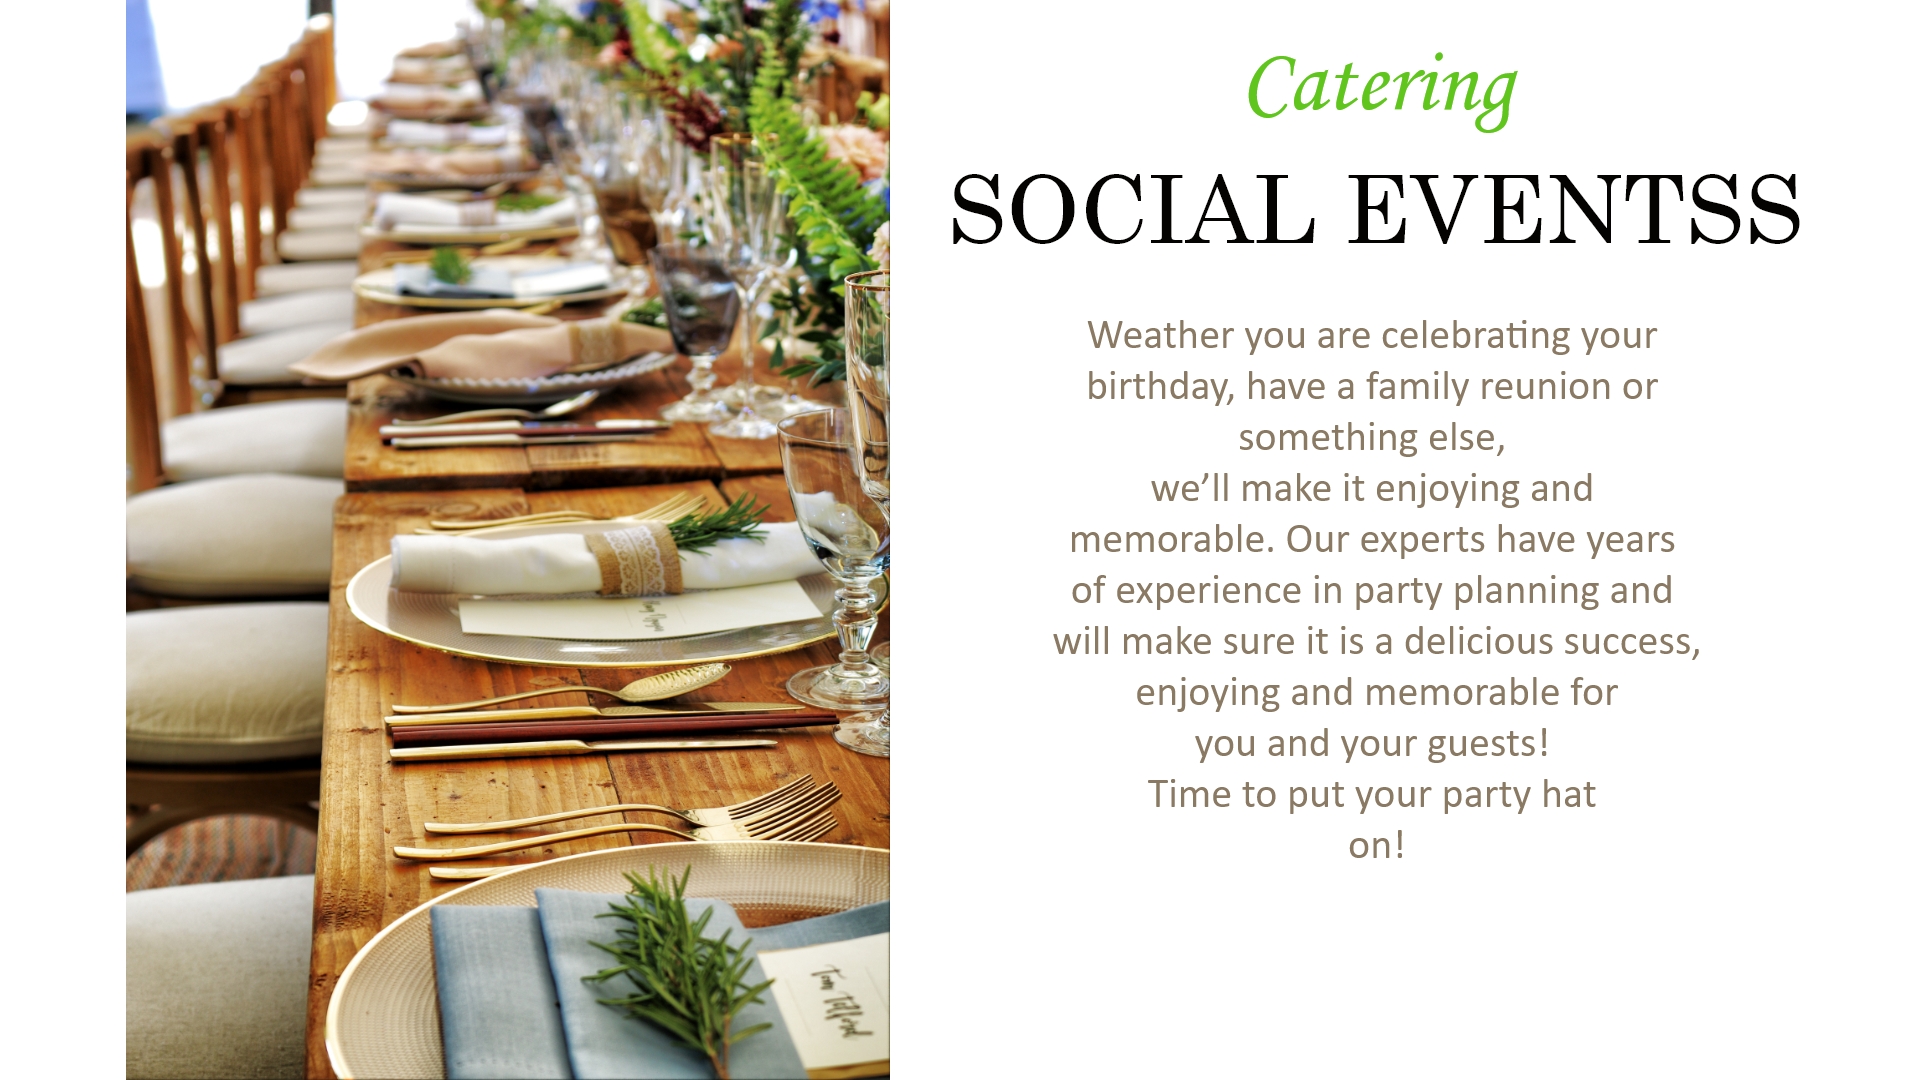 Catering
SOCIAL EVENTSS
Weather you are celebrating your
birthday, have a family reunion or
something else,
we’ll make it enjoying and
memorable. Our experts have years
of experience in party planning and
will make sure it is a delicious success,
enjoying and memorable for
you and your guests!
Time to put your party hat
on!
Tom Telford